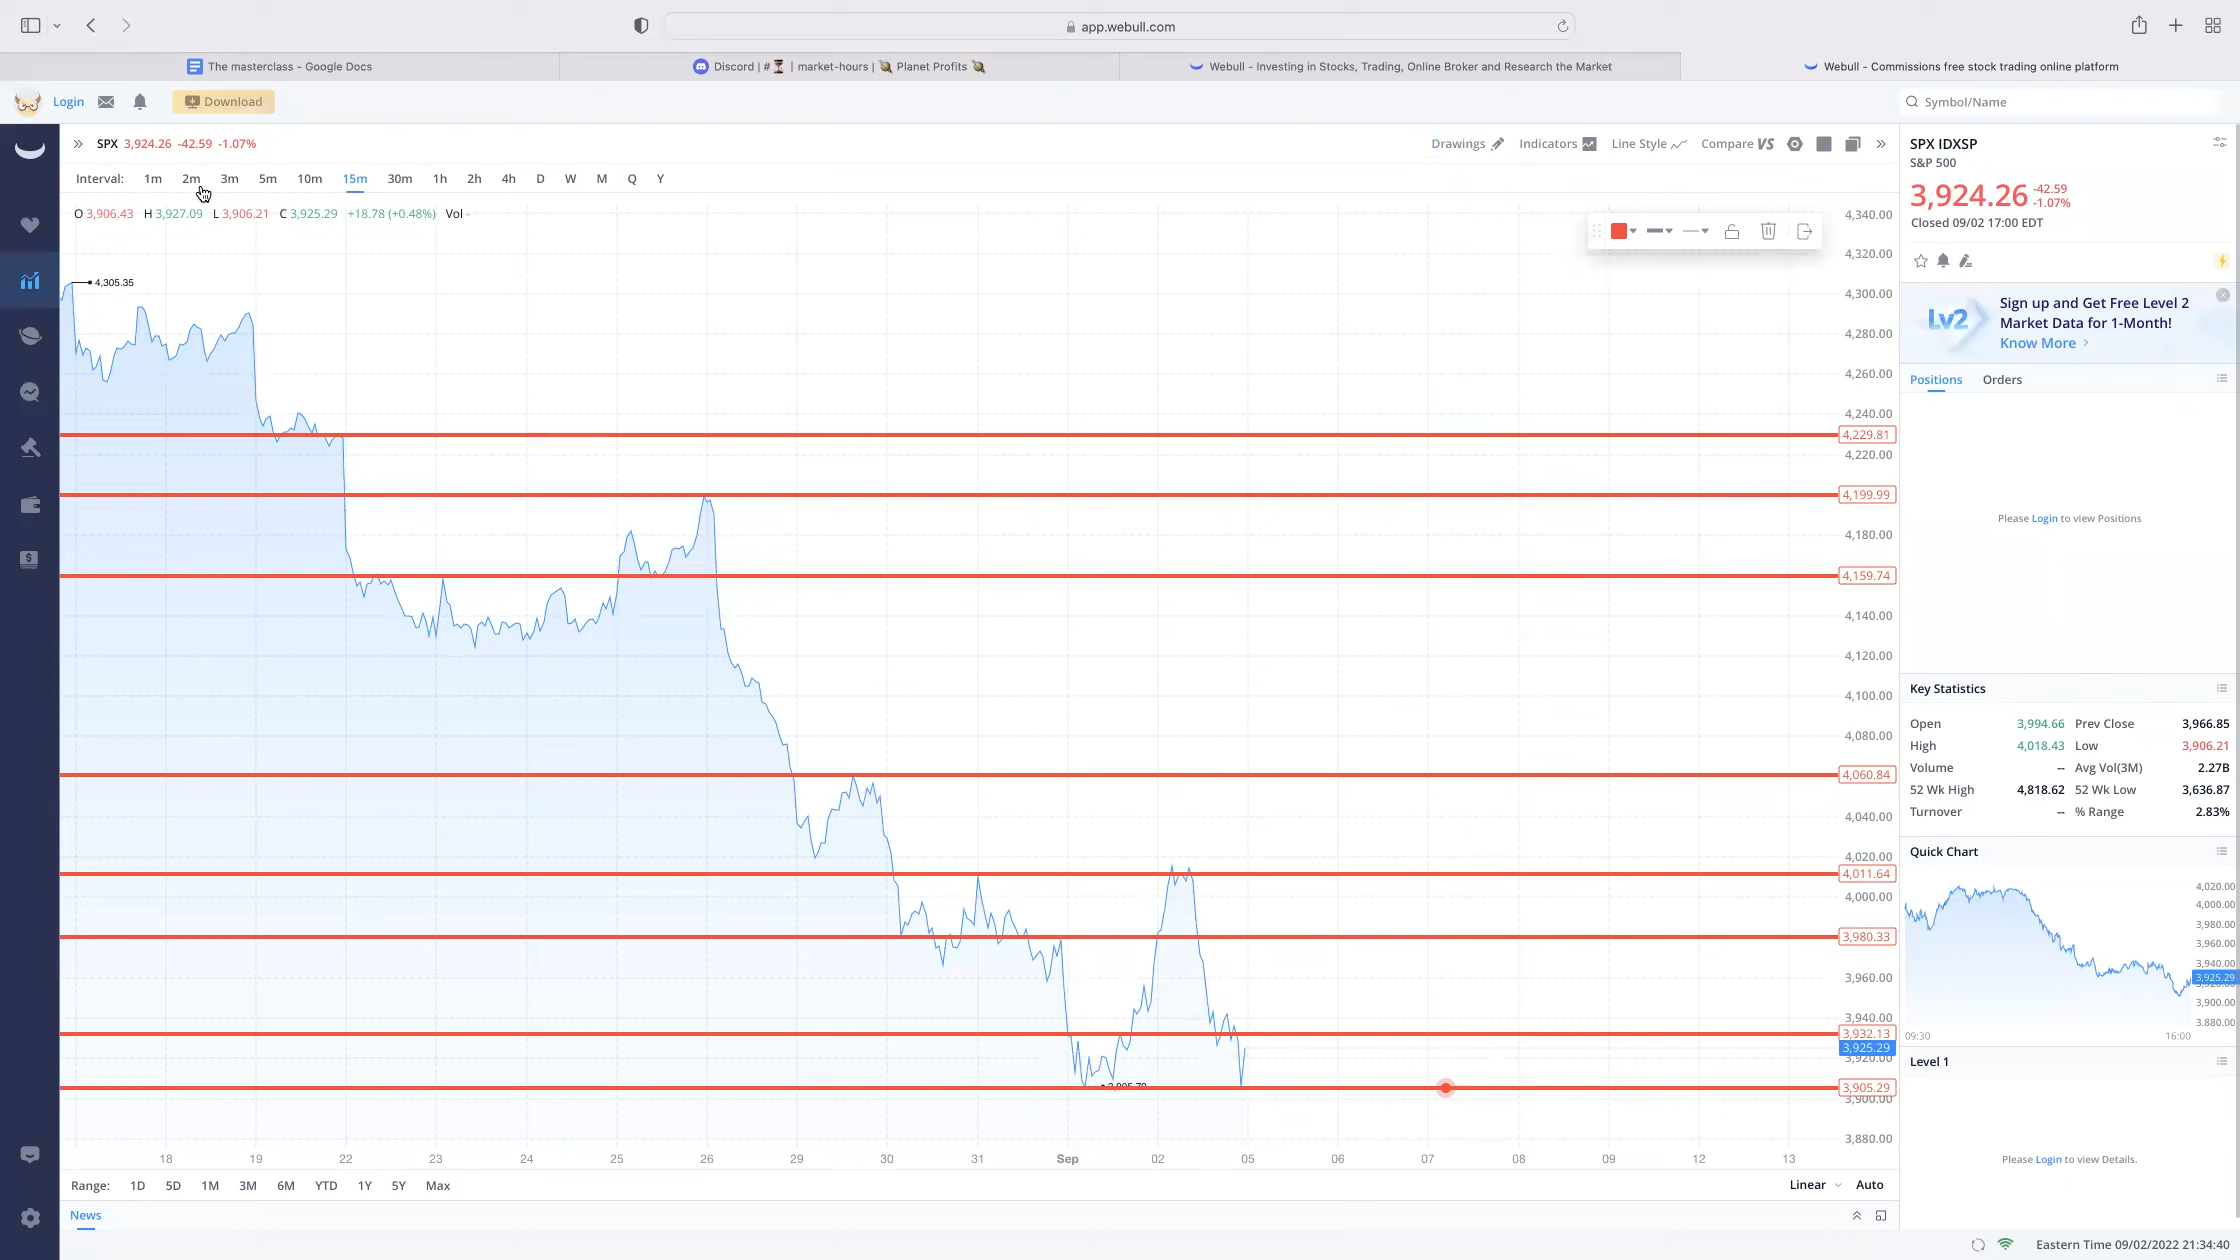 app.webull.com
The masterclass - Google Docs
Discord | #⏳ | market-hours | 🪐 Planet Profits 🪐
Webull - Investing in Stocks, Trading, Online Broker and Research the Market
Webull - Commissions free stock trading online platform
Login
Download
Symbol/Name
SPX 3,924.26 -42.59 -1.07%
Drawings
Indicators
Line Style
Compare VS
Interval: 1m 2m 3m 5m 10m 15m 30m 1h 2h 4h D W M Q Y
O 3,906.43 H 3,927.09 L 3,906.21 C 3,925.29 +18.78 (+0.48%) Vol -
4,305.35
4,340.00
4,320.00
4,300.00
4,280.00
4,260.00
4,240.00
4,229.81
4,220.00
4,199.99
4,180.00
4,159.74
4,140.00
4,120.00
4,100.00
4,080.00
4,060.84
4,040.00
4,020.00
4,011.64
4,000.00
3,980.33
3,960.00
3,940.00
3,932.13
3,925.29
3,920.00
3,905.29
3,900.00
3,880.00
18 19 22 23 24 25 26 29 30 31 Sep 02 05 06 07 08 09 12 13
Range: 1D 5D 1M 3M 6M YTD 1Y 5Y Max
Linear
Auto
News
SPX IDXSP
S&P 500
3,924.26 -42.59
-1.07%
Closed 09/02 17:00 EDT
Lv2
Sign up and Get Free Level 2
Market Data for 1-Month!
Know More
Positions Orders
Please Login to view Positions
Key Statistics
Open 3,994.66 Prev Close 3,966.85
High 4,018.43 Low 3,906.21
Volume -- Avg Vol(3M) 2.27B
52 Wk High 4,818.62 52 Wk Low 3,636.87
Turnover -- % Range 2.83%
Quick Chart
4,020.00
4,000.00
3,980.00
3,960.00
3,940.00
3,925.29
3,900.00
3,880.00
09:30 16:00
Level 1
Please Login to view Details.
Eastern Time 09/02/2022 21:34:40